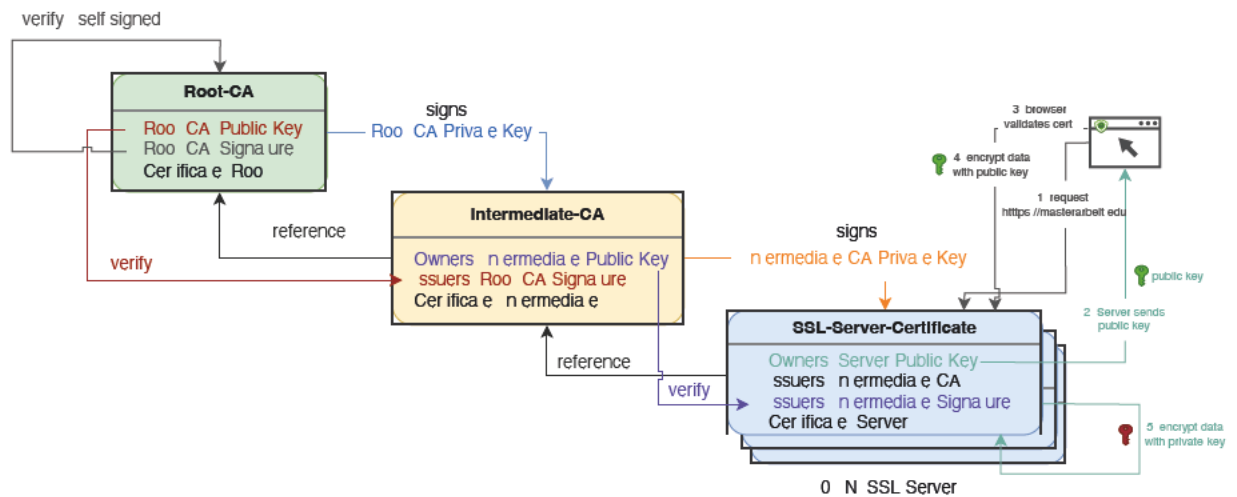 verify self signed
Root-CA
Roo CA Public Key
Roo CA Signa ure
Cer ifica e Roo
signs
Roo CA Priva e Key
3 browser
validates cert
4 encrypt data
with public key
1 request
https //masterarbeit edu
Intermediate-CA
reference
Owners n ermedia e Public Key
ssuers Roo CA Signa ure
Cer ifica e n ermedia e
verify
signs
n ermedia e CA Priva e Key
public key
2 Server sends
public key
SSL-Server-Certificate
reference
Owners Server Public Key
ssuers n ermedia e CA
ssuers n ermedia e Signa ure
Cer ifica e Server
verify
5 encrypt data
with private key
0 N SSL Server